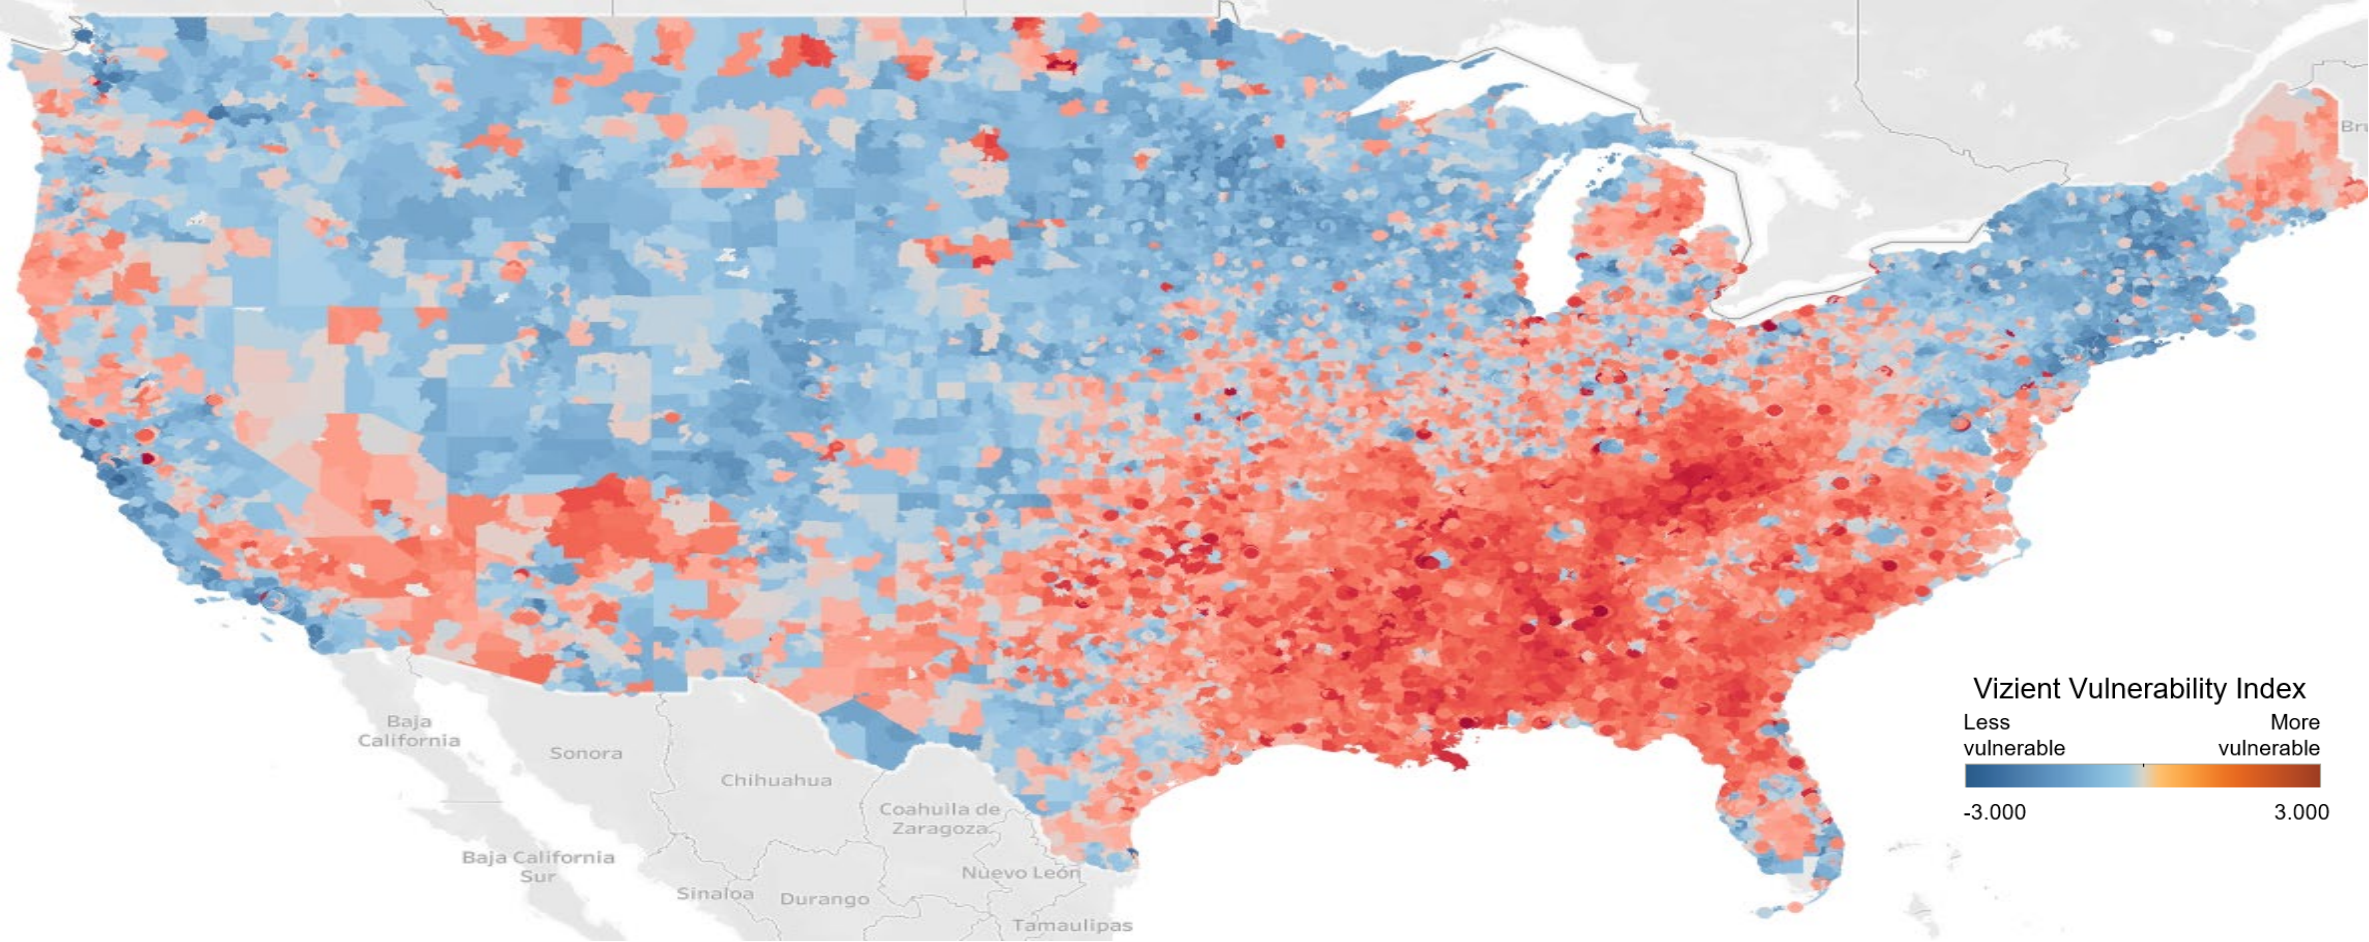 Bru
Baja
California
Sonora
Chihuahua
Coahuila de
Zaragoza
Baja California
Sur
Nuevo León
Sinaloa
Durango
Tamaulipas
Vizient Vulnerability Index
Less More
vulnerable vulnerable
-3.000 3.000